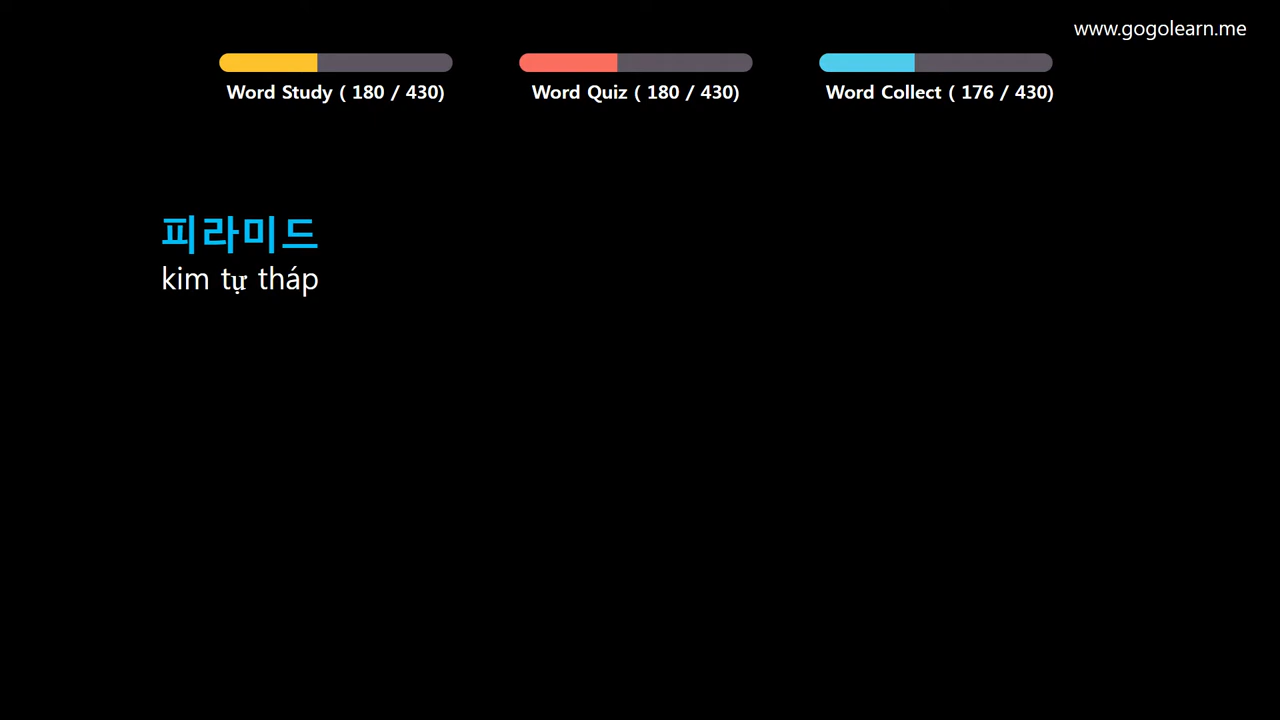 www.gogolearn.me
Word Study ( 180 / 430)
Word Quiz ( 180 / 430)
Word Collect ( 176 / 430)
피라미드
kim tự tháp